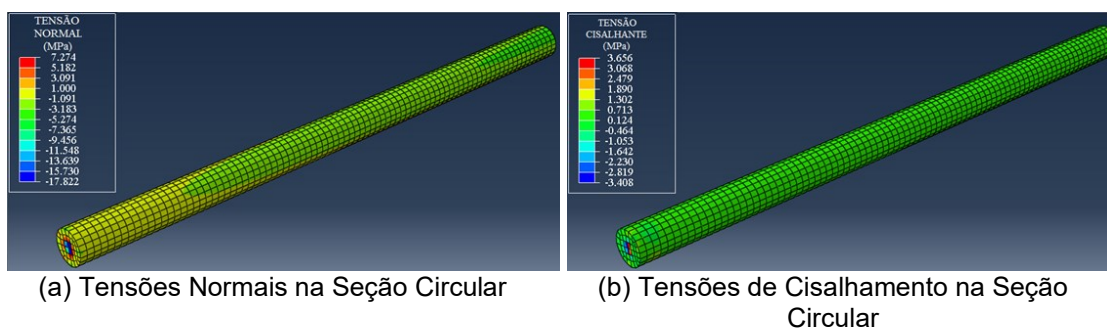 TENSÃO
NORMAL
(MPa)
7.274
5.182
3.091
1.000
-1.091
-3.183
-5.274
-7.365
-9.456
-11.548
-13.639
-15.730
-17.822
TENSÃO
CISALHANTE
(MPa)
3.656
3.068
2.479
1.890
1.302
0.713
0.124
-0.464
-1.053
-1.642
-2.230
-2.819
-3.408
(a) Tensões Normais na Seção Circular
(b) Tensões de Cisalhamento na Seção
Circular